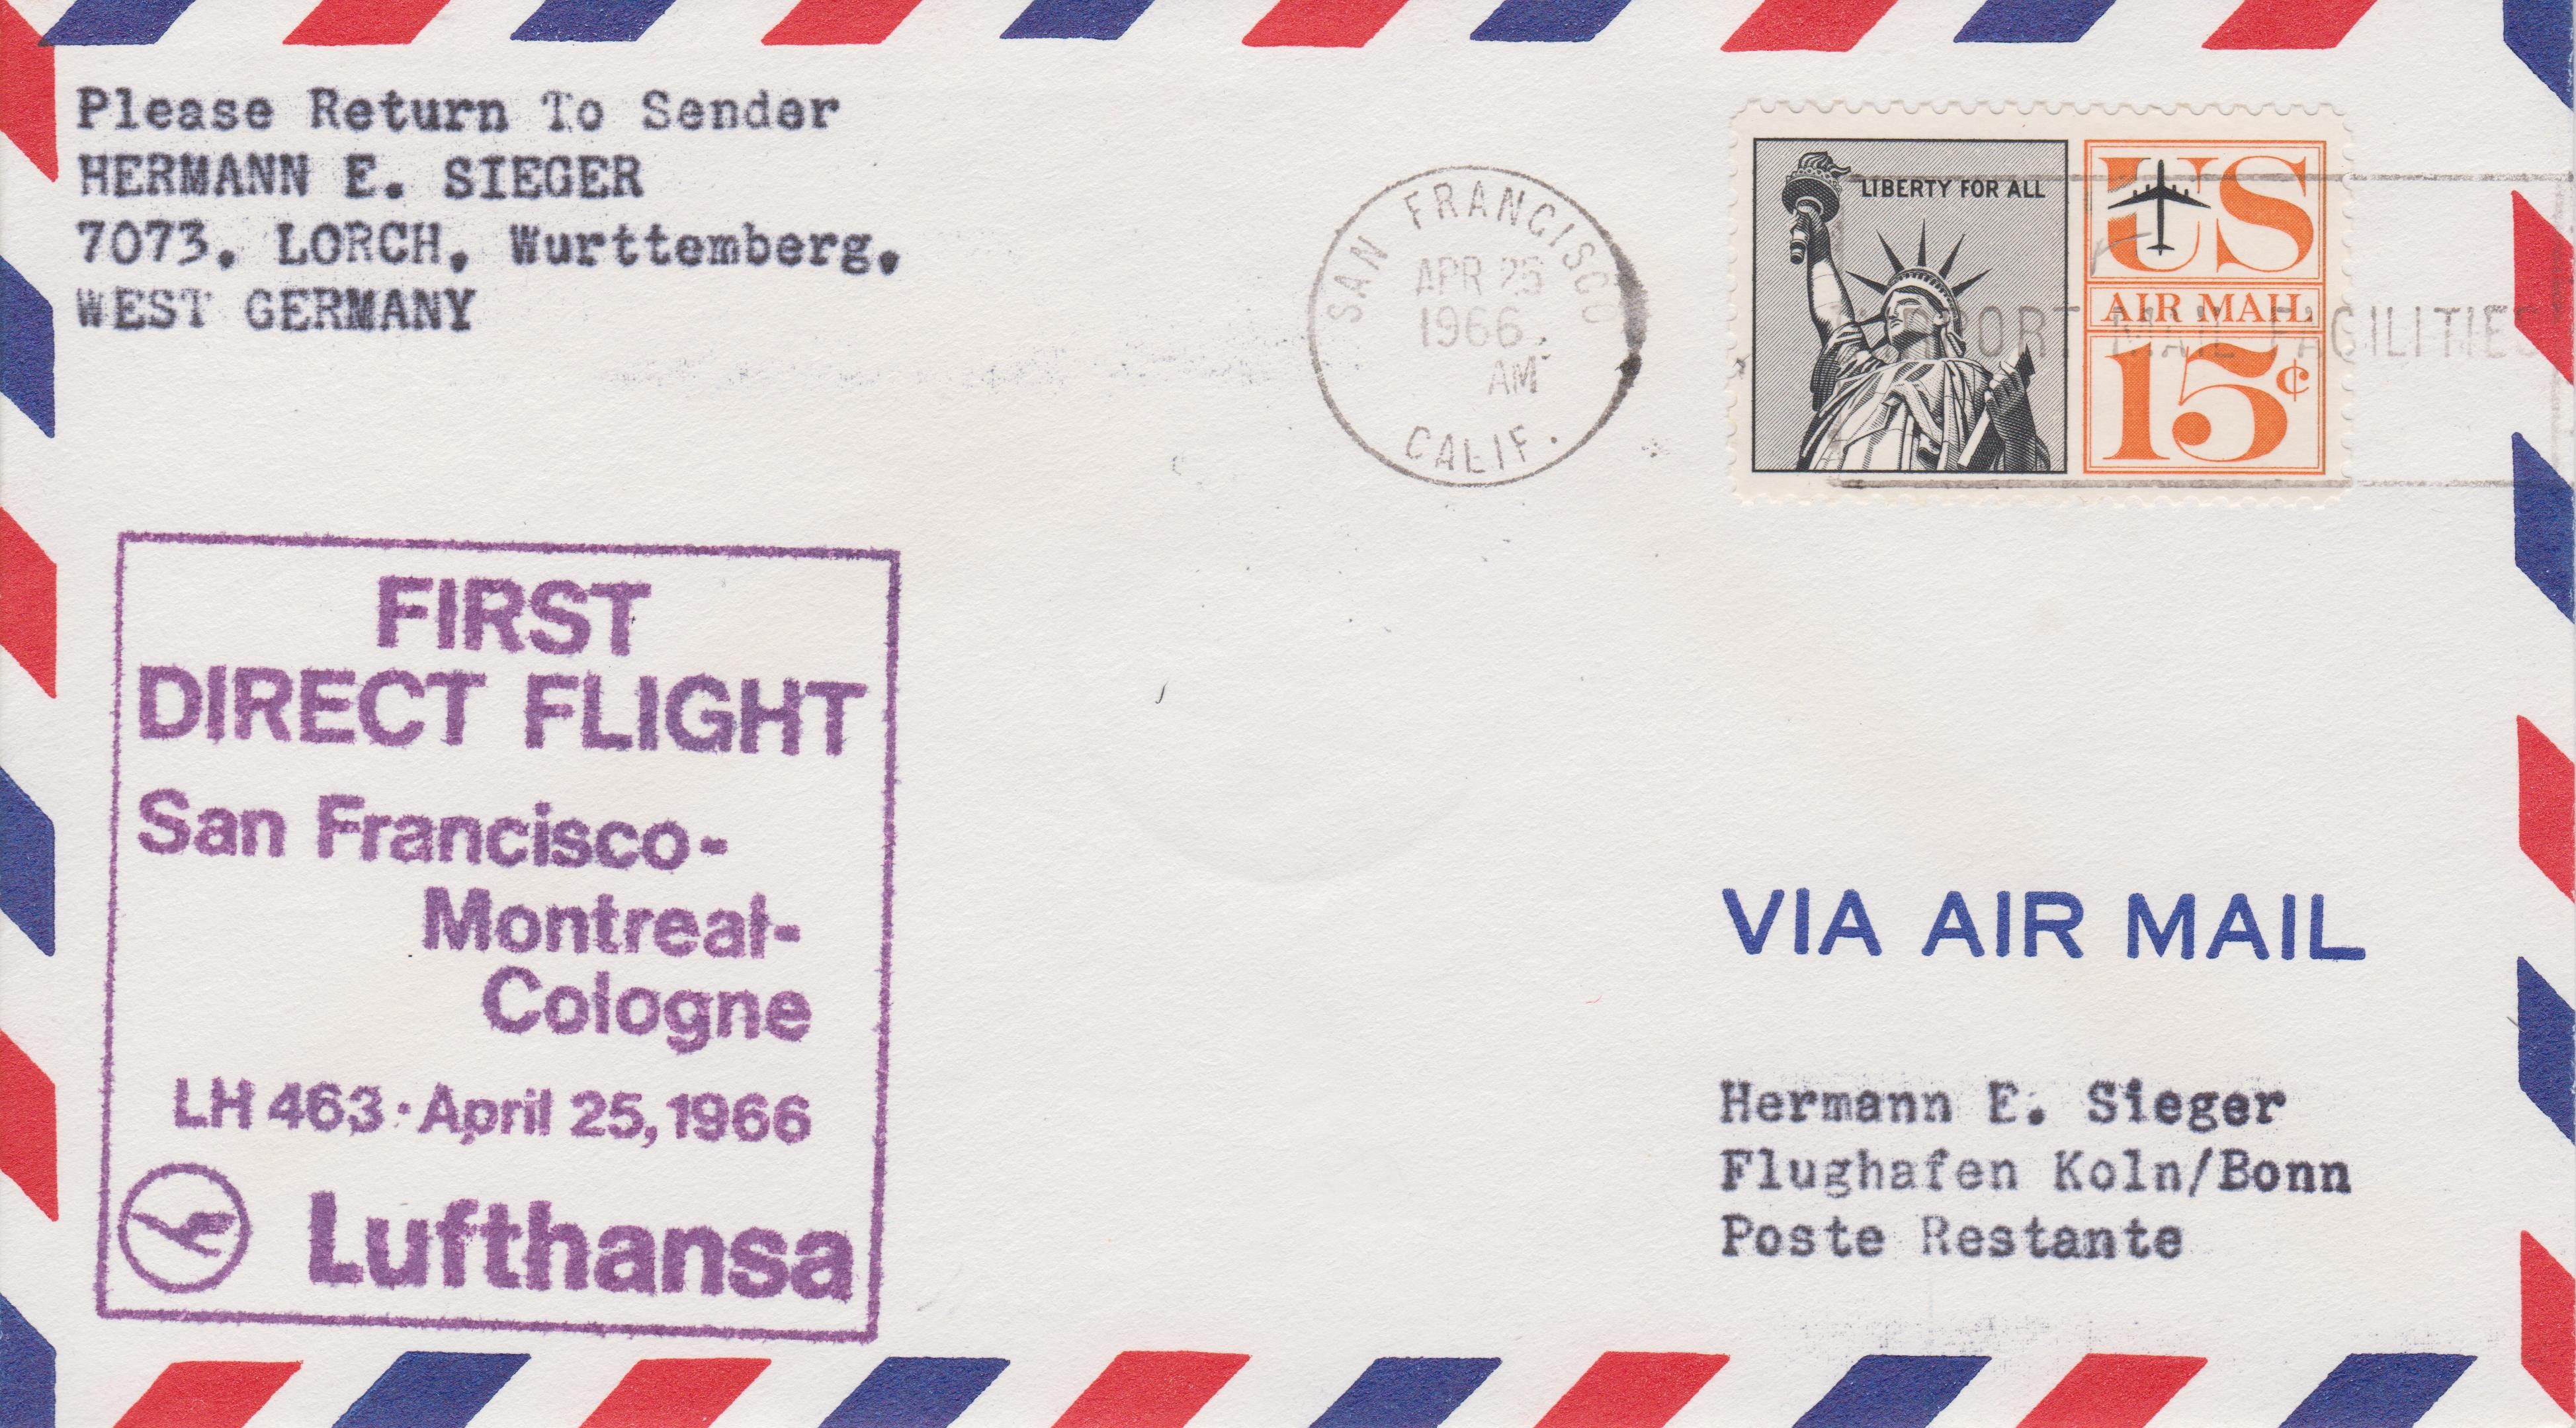 Please Return To Sender
HERMANN E. SIEGER
7073, LORCH, Wurttemberg,
WEST GERMANY
SAN FRANCISCO
APR 25
1966
AM
CALIF.
LIBERTY FOR ALL
US
AIR MAIL
15¢
MAIL FACILITIES
FIRST
DIRECT FLIGHT
San Francisco-
Montreal-
Cologne
LH 463 · April 25, 1966
Lufthansa
VIA AIR MAIL
Hermann E. Sieger
Flughafen Koln/Bonn
Poste Restante